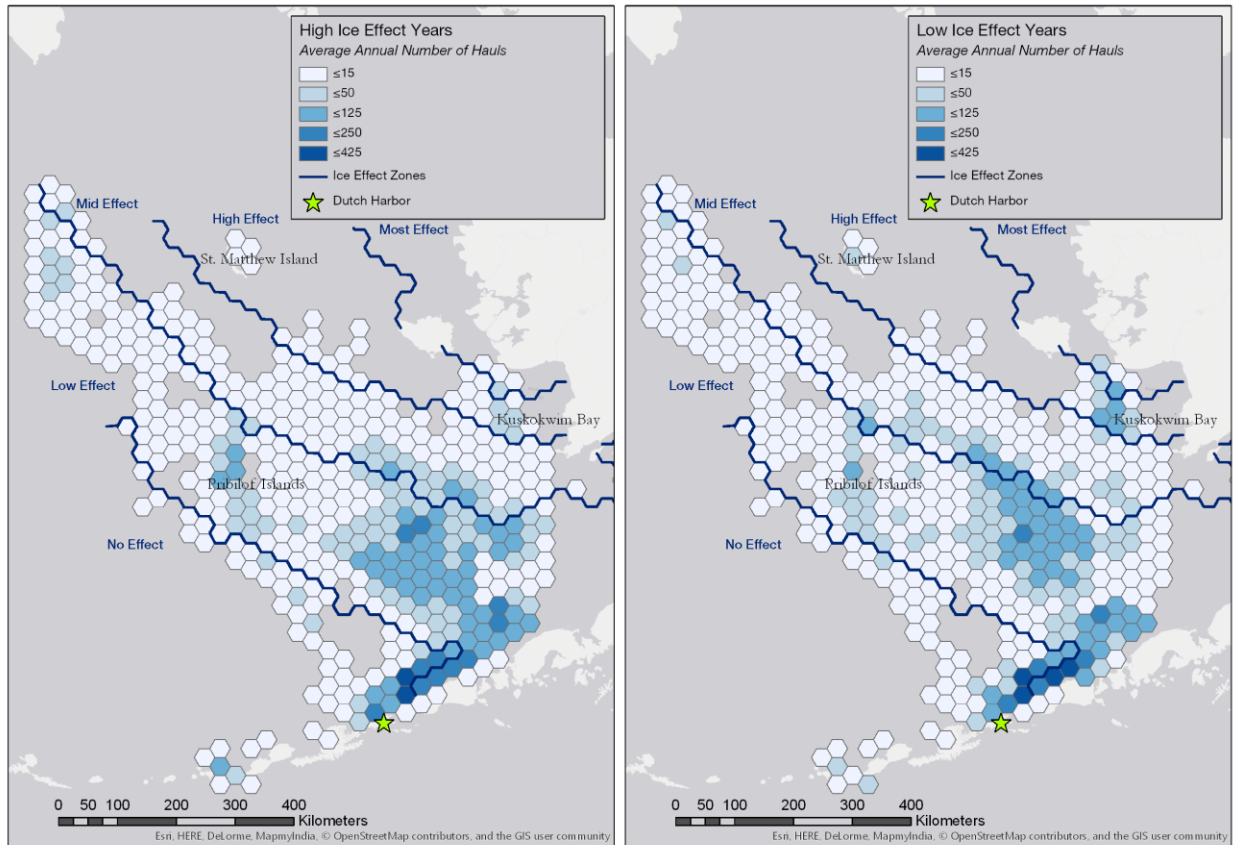 High Ice Effect Years
Average Annual Number of Hauls
≤15
≤50
≤125
≤250
≤425
Ice Effect Zones
Dutch Harbor
Mid Effect
High Effect
Most Effect
St. Matthew Island
Low Effect
Kuskokwim Bay
Pribilof Islands
No Effect
0 50 100 200 300 400
Kilometers
Esri, HERE, DeLorme, MapmyIndia, © OpenStreetMap contributors, and the GIS user community
Low Ice Effect Years
Average Annual Number of Hauls
≤15
≤50
≤125
≤250
≤425
Ice Effect Zones
Dutch Harbor
Mid Effect
High Effect
Most Effect
St. Matthew Island
Low Effect
Kuskokwim Bay
Pribilof Islands
No Effect
0 50 100 200 300 400
Kilometers
Esri, HERE, DeLorme, MapmyIndia, © OpenStreetMap contributors, and the GIS user community